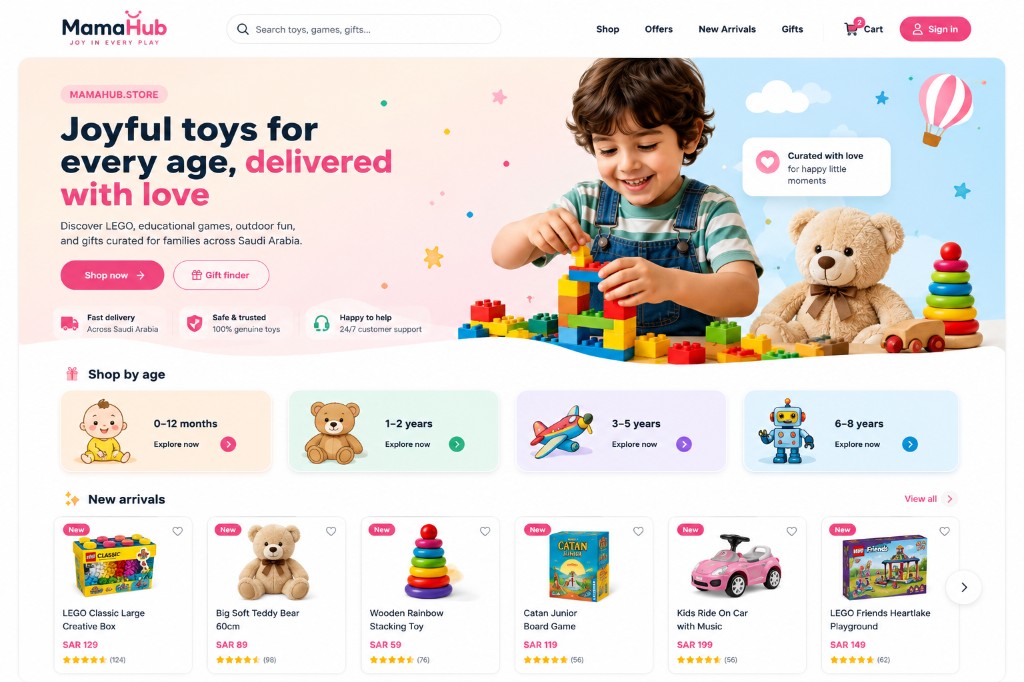 MamaHub
JOY IN EVERY PLAY
Search toys, games, gifts...
Shop
Offers
New Arrivals
Gifts
2
Cart
Sign In
MAMAHUB.STORE
Joyful toys for
every age, delivered
with love
Discover LEGO, educational games, outdoor fun,
and gifts curated for families across Saudi Arabia.
Shop now
Gift finder
Fast delivery
Across Saudi Arabia
Safe & trusted
100% genuine toys
Happy to help
24/7 customer support
Curated with love
for happy little
moments
Shop by age
0-12 months
Explore now
1-2 years
Explore now
3-5 years
Explore now
6-8 years
Explore now
New arrivals
View all
New
CLASSIC
LEGO Classic Large
Creative Box
SAR 129
(124)
New
Big Soft Teddy Bear
60cm
SAR 89
(98)
New
Wooden Rainbow
Stacking Toy
SAR 59
(76)
New
CATAN
Catan Junior
Board Game
SAR 119
(56)
New
Kids Ride On Car
with Music
SAR 199
(56)
New
Friends
LEGO Friends Heartlake
Playground
SAR 149
(62)